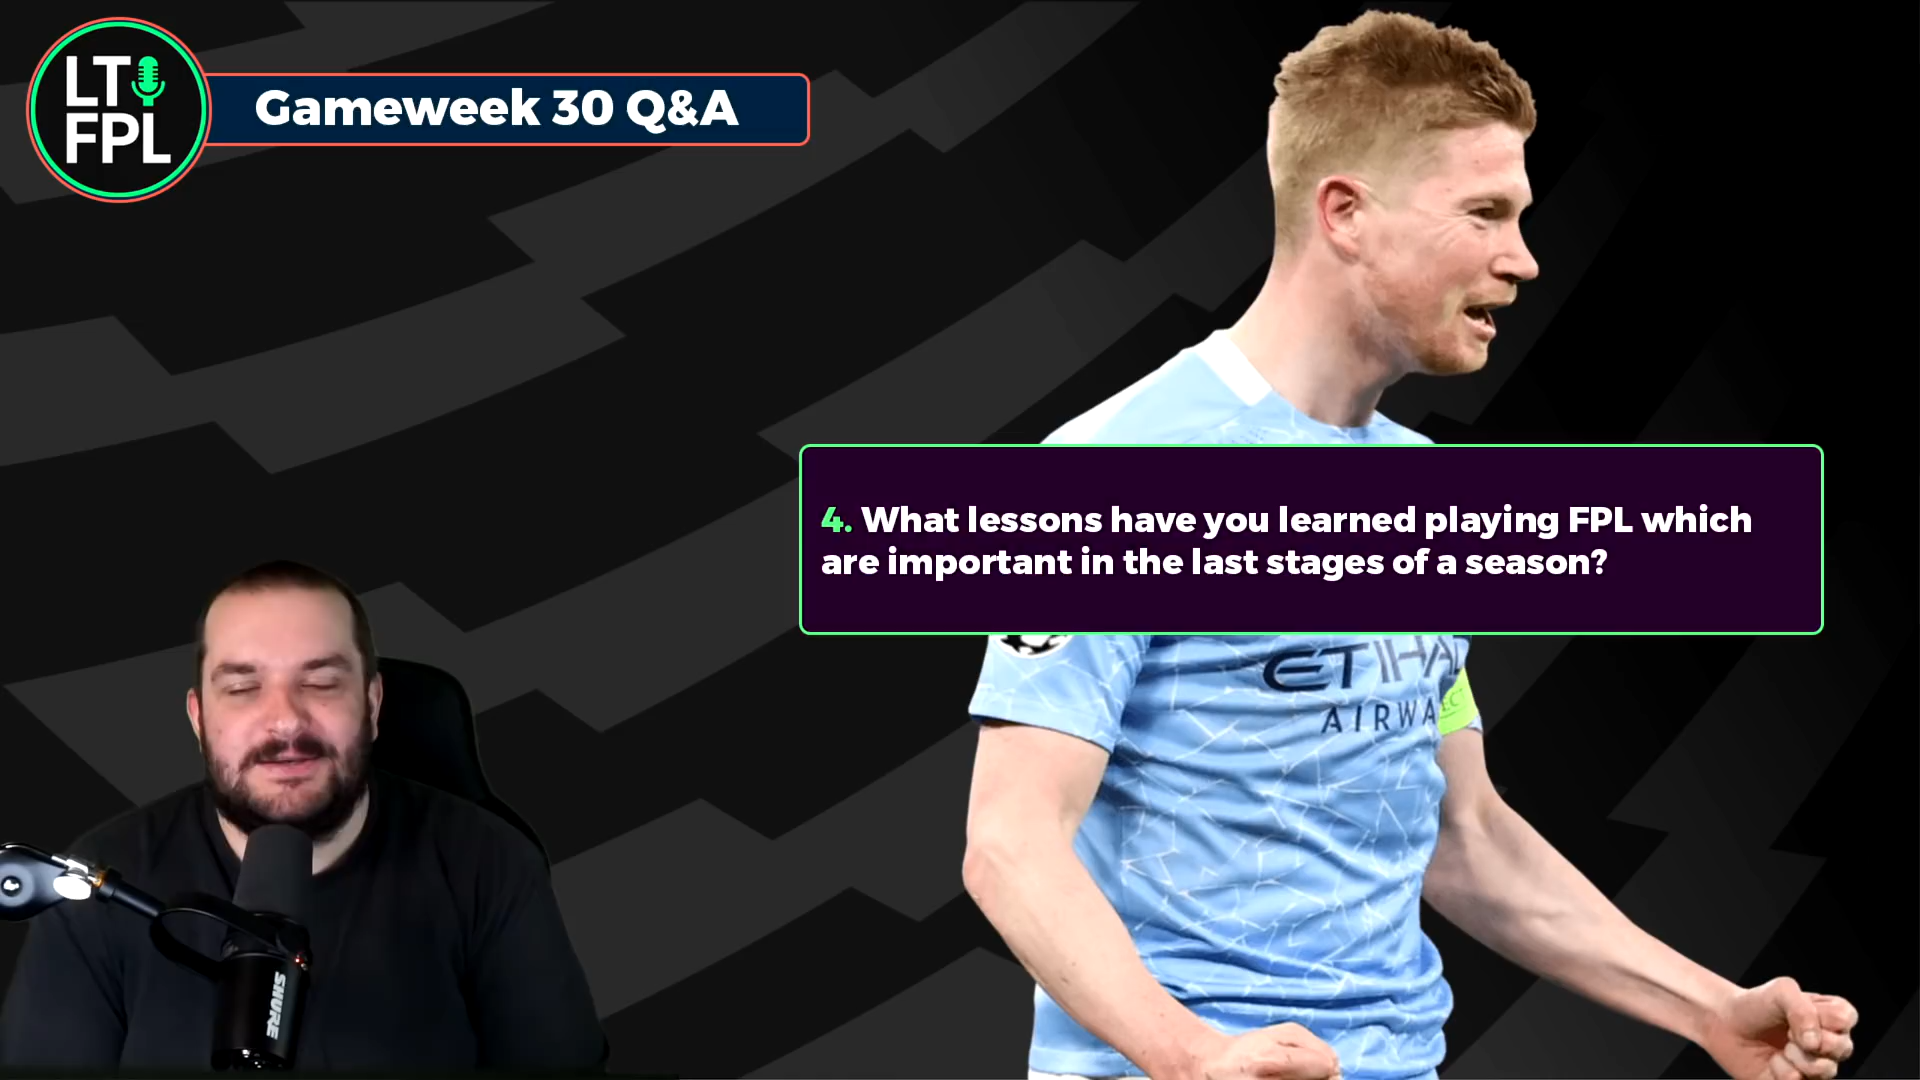 LT
FPL
Gameweek 30 Q&A
4. What lessons have you learned playing FPL which
are important in the last stages of a season?
ETIHAD
AIRWA
SHURE